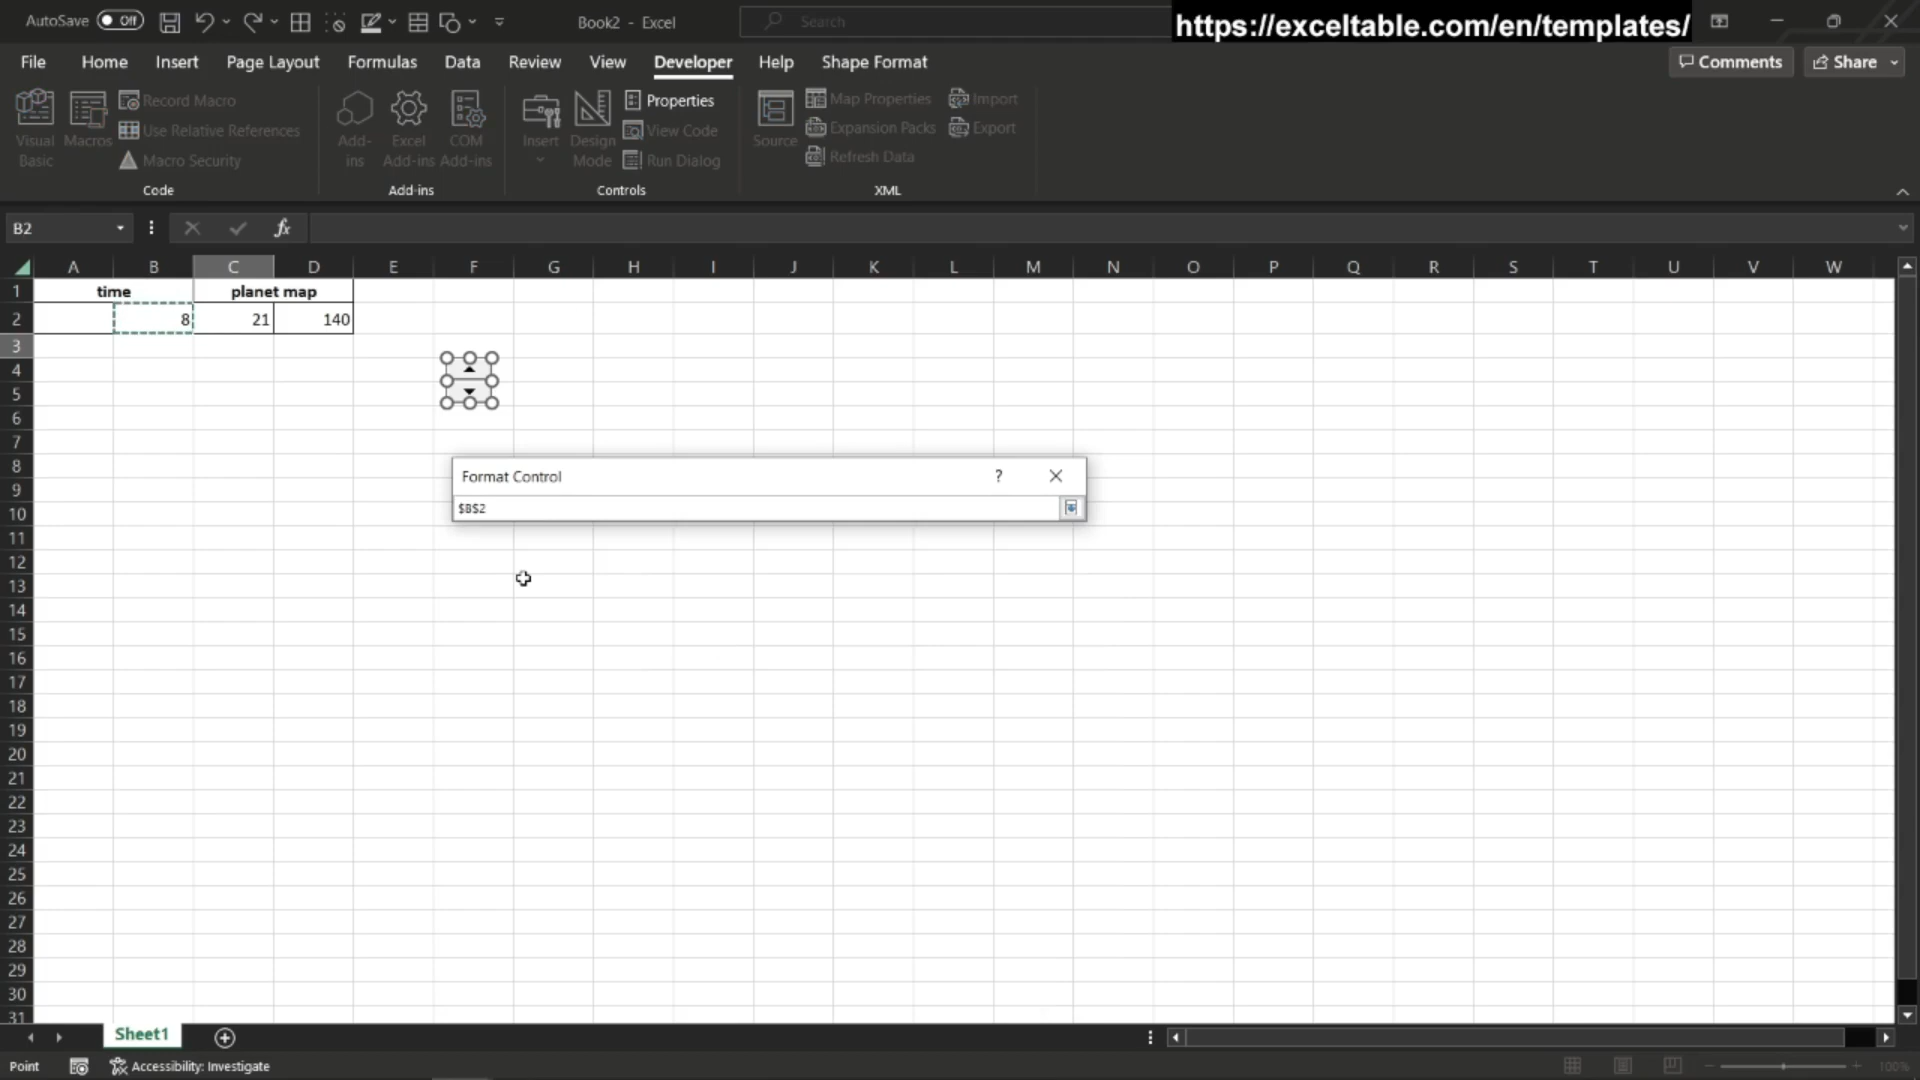 AutoSave Off Book2 - Excel Search https://exceltable.com/en/templates/
File Home Insert Page Layout Formulas Data Review View Developer Help Shape Format Comments Share
Visual Basic
Macros
Record Macro
Use Relative References
Macro Security
Code
Add-ins
Excel Add-ins
COM Add-ins
Add-ins
Insert
Design Mode
Properties
View Code
Run Dialog
Controls
Source
Map Properties
Expansion Packs
Refresh Data
Import
Export
XML
B2 fx
A B C D E F G H I J K L M N O P Q R S T U V W
1 time planet map
2 8 21 140
3
4
5
6
7
8
Format Control ?
9
10 $B$2
11
12
13
14
15
16
17
18
19
20
21
22
23
24
25
26
27
28
29
30
31
Sheet1
Point Accessibility: Investigate 100%